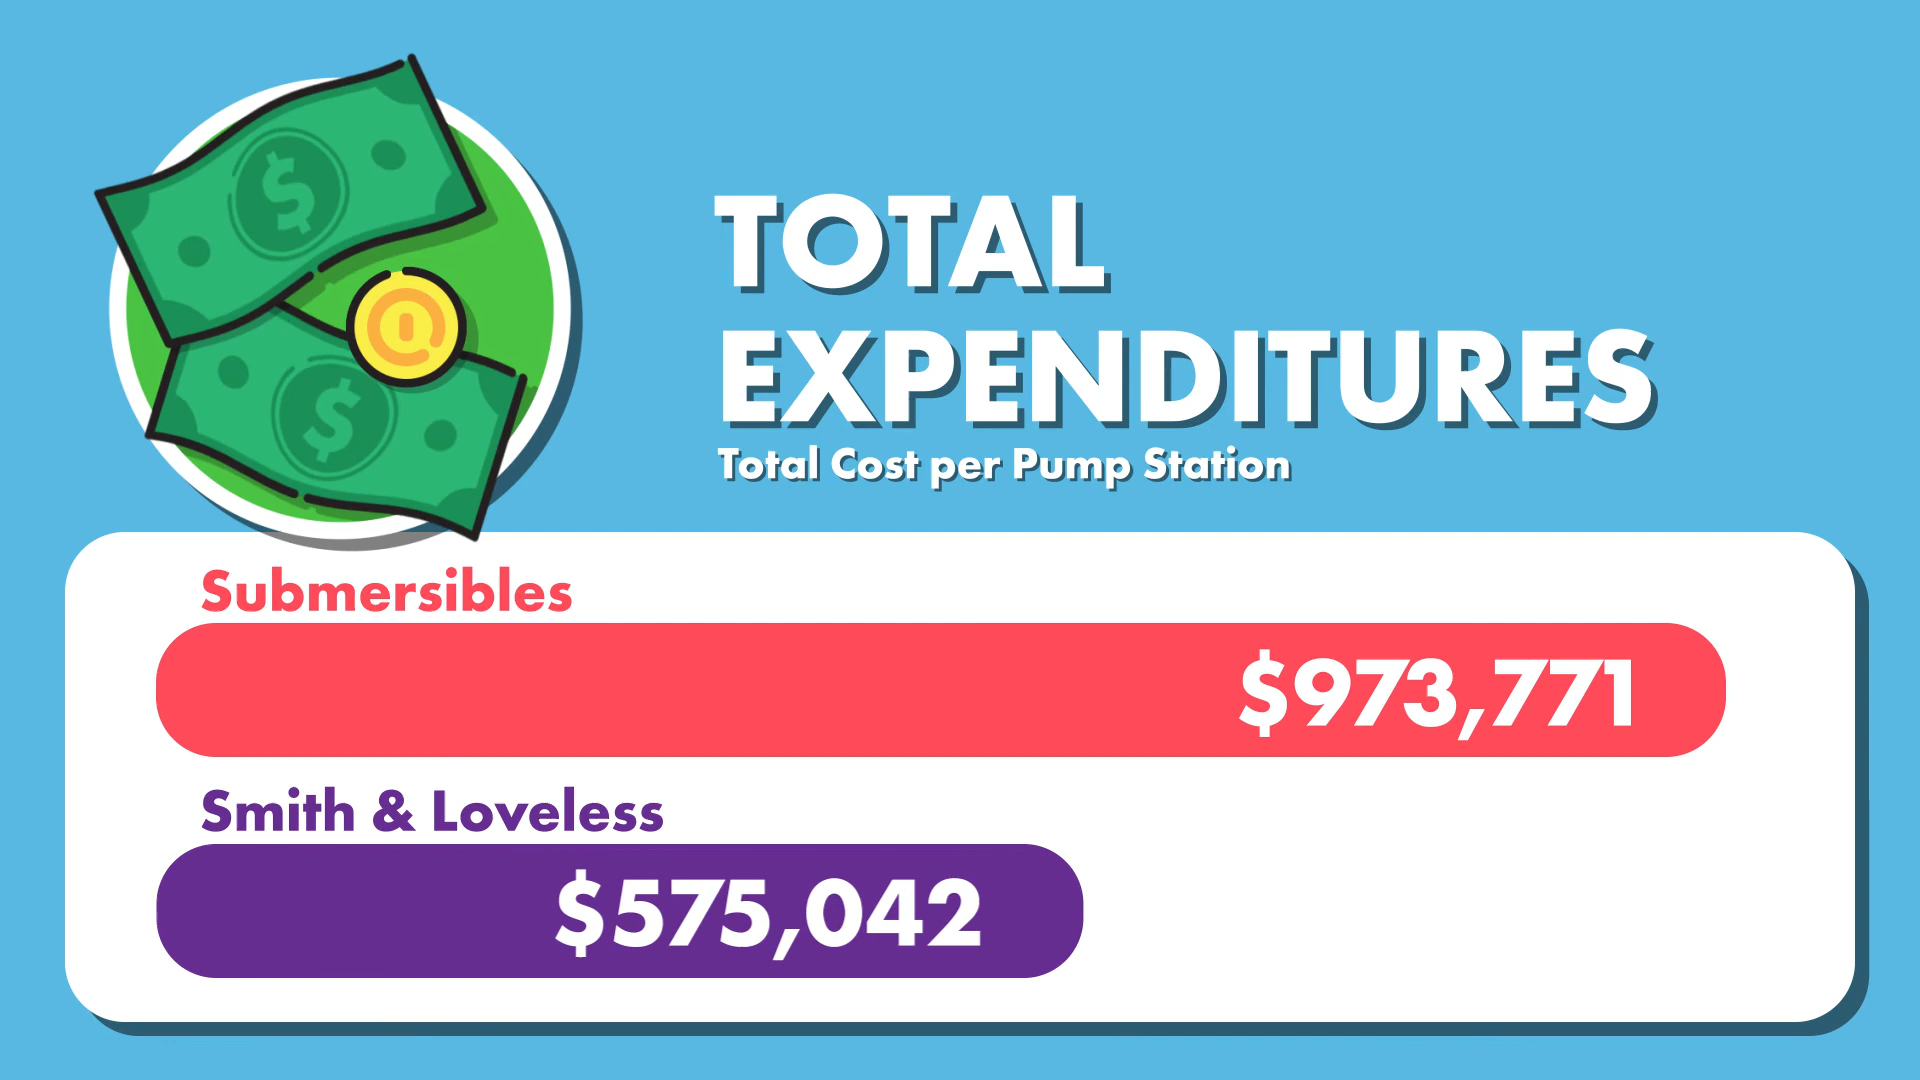 TOTAL
EXPENDITURES
Total Cost per Pump Station
Submersibles
$973,771
Smith & Loveless
$575,042